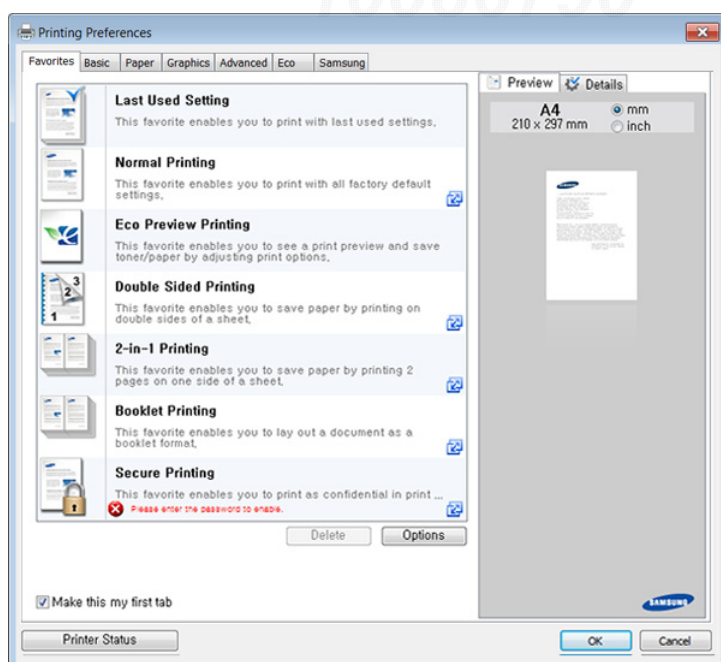 Printing Preferences
Favorites Basic Paper Graphics Advanced Eco Samsung
Last Used Setting
This favorite enables you to print with last used settings.
Normal Printing
This favorite enables you to print with all factory default
settings.
Eco Preview Printing
This favorite enables you to see a print preview and save
toner/paper by adjusting print options.
Double Sided Printing
This favorite enables you to save paper by printing on
double sides of a sheet.
2-in-1 Printing
This favorite enables you to save paper by printing 2
pages on one side of a sheet.
Booklet Printing
This favorite enables you to lay out a document as a
booklet format.
Secure Printing
This favorite enables you to print as confidential in print ...
Please enter the password to enable.
Delete Options
Make this my first tab
Preview Details
A4 mm
210 x 297 mm inch
SAMSUNG
Printer Status OK Cancel
1 2 3